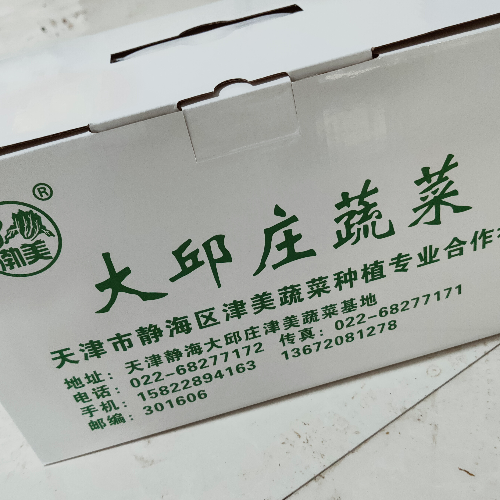 ®
大邱庄蔬菜
天津市静海区津美蔬菜种植专业合作
地址：天津静海大邱庄津美蔬菜基地
电话：022-68277172 传真：022-68277171
手机：15822894163 13672081278
邮编：301606